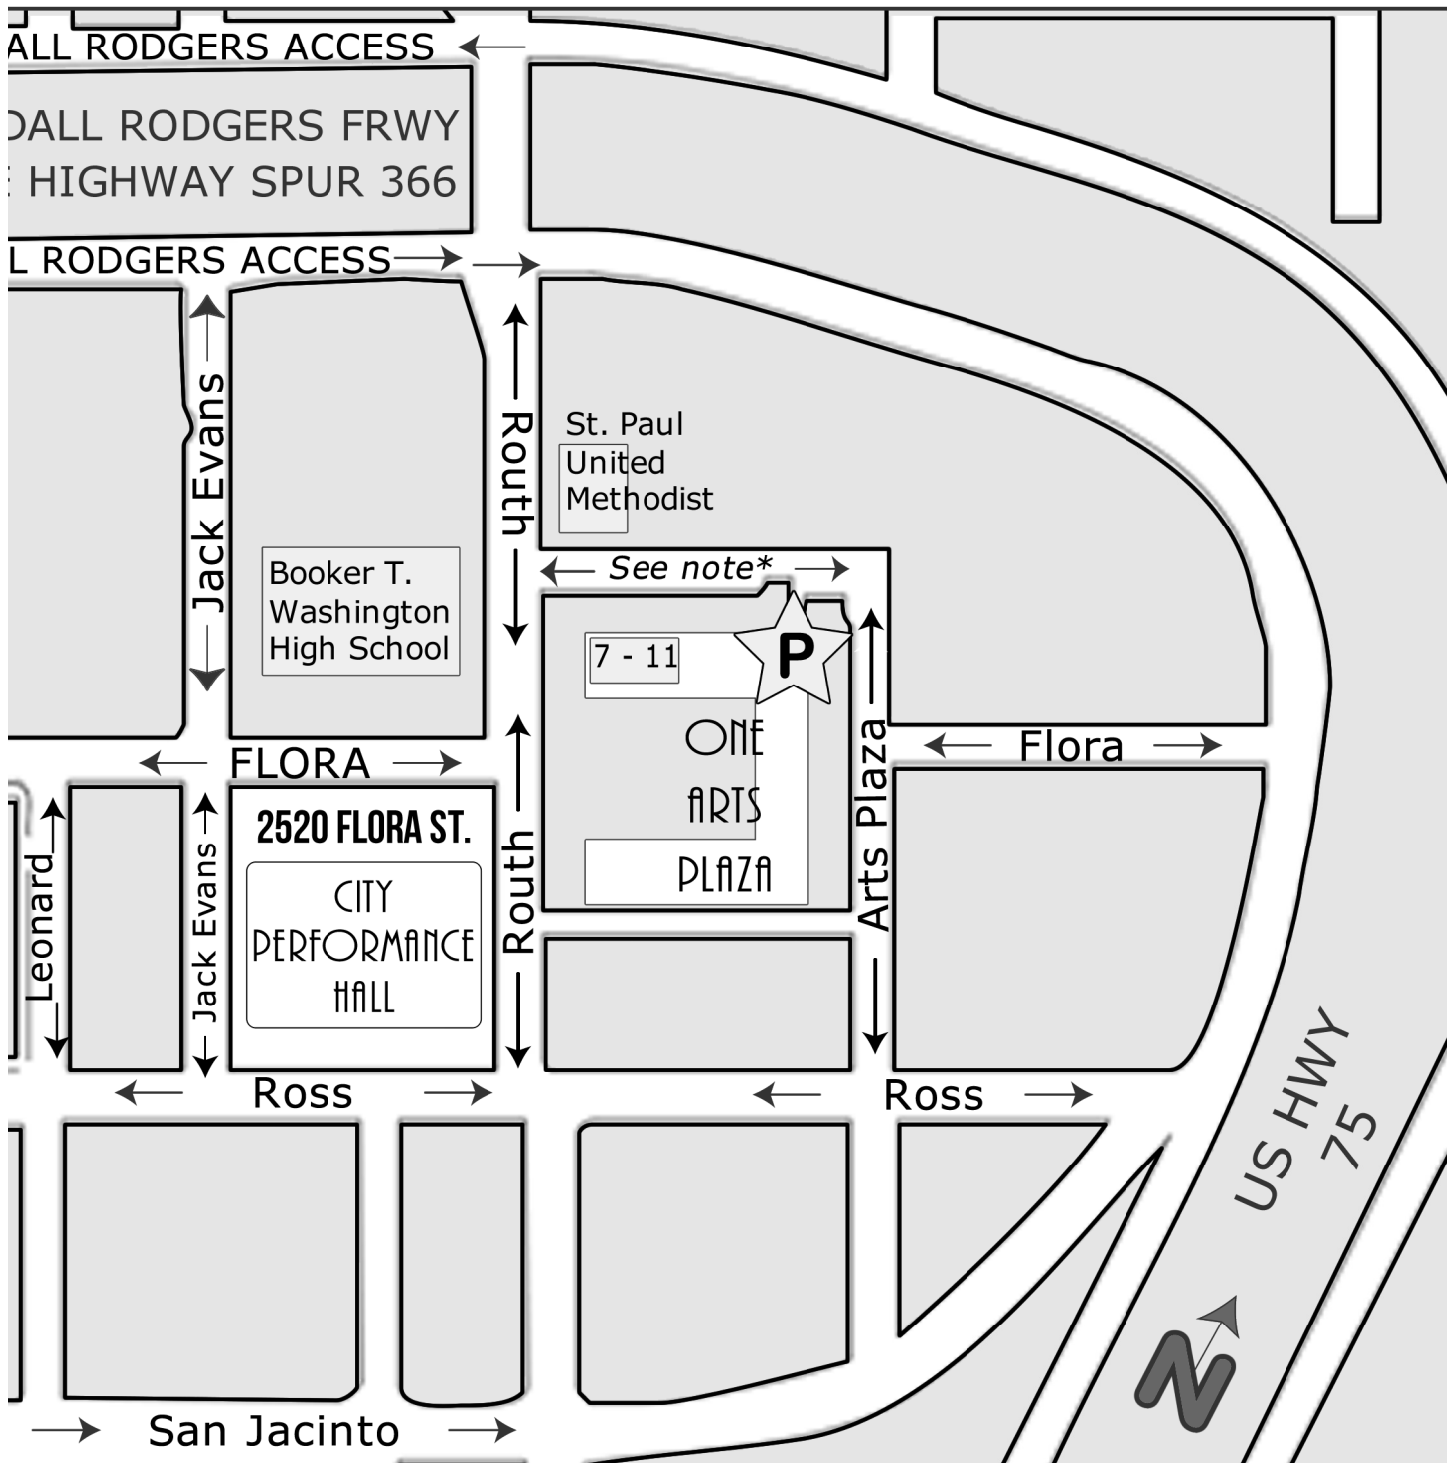 ALL RODGERS ACCESS
DALL RODGERS FRWY
E HIGHWAY SPUR 366
L RODGERS ACCESS
Jack Evans
Routh
St. Paul
United
Methodist
See note*
Booker T.
Washington
High School
7 - 11
P
ONE
ARTS
PLAZA
Arts Plaza
Flora
FLORA
2520 FLORA ST.
CITY
PERFORMANCE
HALL
Leonard
Jack Evans
Routh
Ross
Ross
US HWY
75
N
San Jacinto